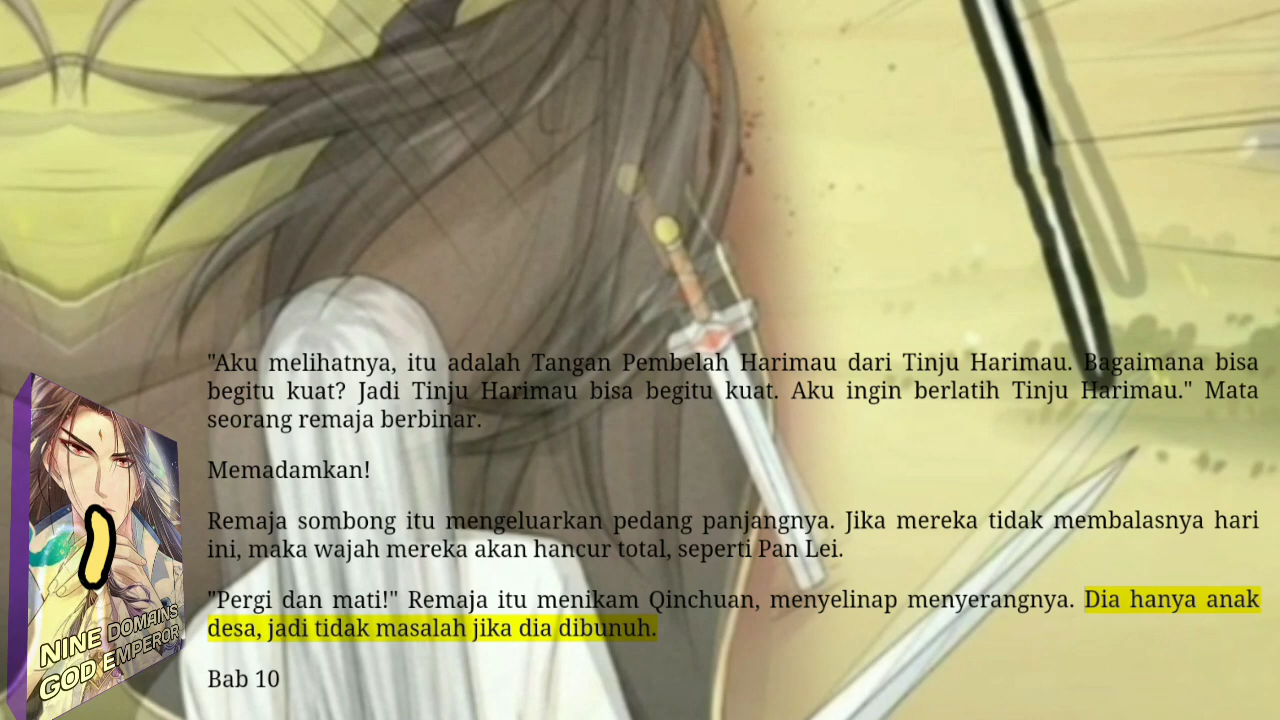 "Aku melihatnya, itu adalah Tangan Pembelah Harimau dari Tinju Harimau. Bagaimana bisa
begitu kuat? Jadi Tinju Harimau bisa begitu kuat. Aku ingin berlatih Tinju Harimau." Mata
seorang remaja berbinar.
Memadamkan!
Remaja sombong itu mengeluarkan pedang panjangnya. Jika mereka tidak membalasnya hari
ini, maka wajah mereka akan hancur total, seperti Pan Lei.
"Pergi dan mati!" Remaja itu menikam Qinchuan, menyelinap menyerangnya. Dia hanya anak
desa, jadi tidak masalah jika dia dibunuh.
Bab 10
NINE DOMAINS
GOD EMPEROR